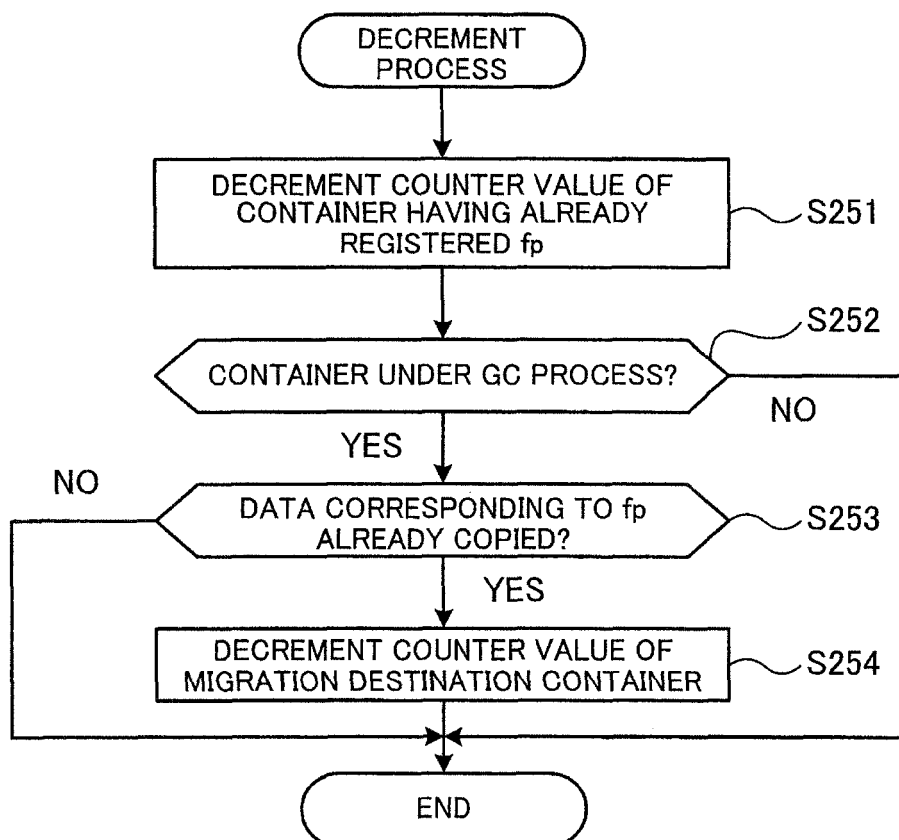 DECREMENT
PROCESS
DECREMENT COUNTER VALUE OF
CONTAINER HAVING ALREADY
REGISTERED fp
S251
S252
CONTAINER UNDER GC PROCESS?
NO
YES
NO
DATA CORRESPONDING TO fp
ALREADY COPIED?
S253
YES
DECREMENT COUNTER VALUE OF
MIGRATION DESTINATION CONTAINER
S254
END